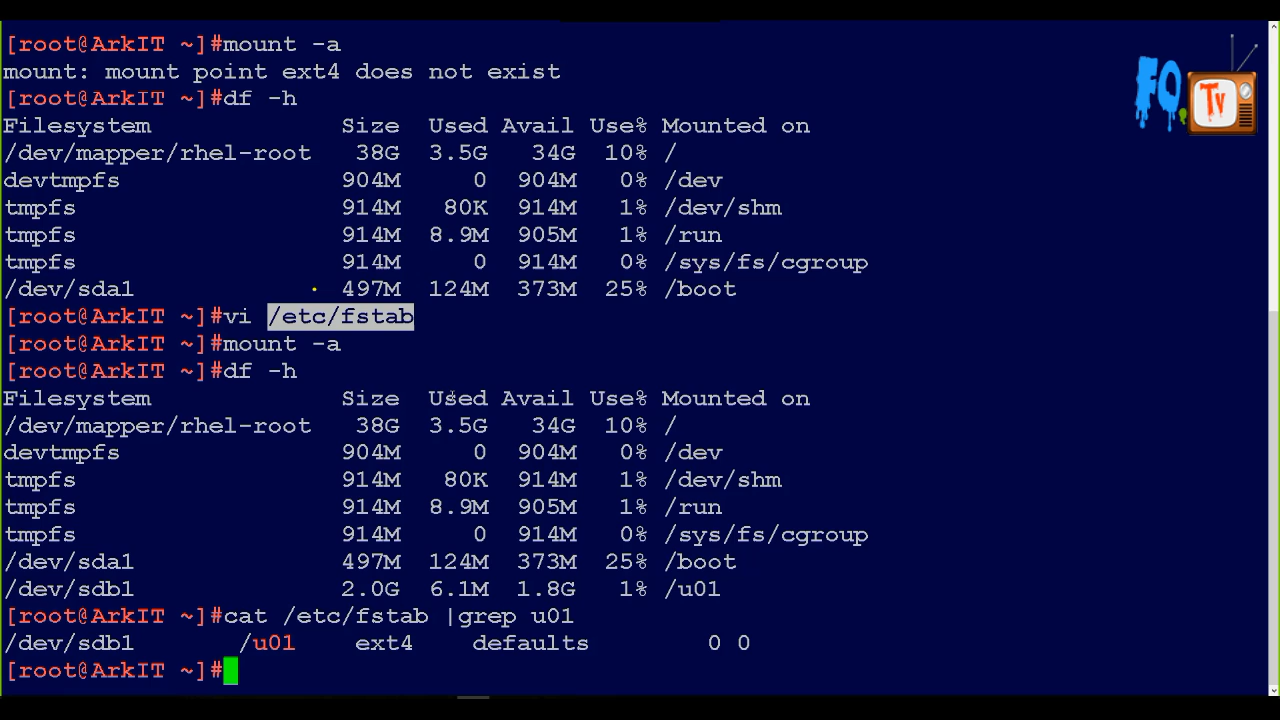 [root@ArkIT ~]#mount -a
mount: mount point ext4 does not exist
[root@ArkIT ~]#df -h
Filesystem Size Used Avail Use% Mounted on
/dev/mapper/rhel-root 38G 3.5G 34G 10% /
devtmpfs 904M 0 904M 0% /dev
tmpfs 914M 80K 914M 1% /dev/shm
tmpfs 914M 8.9M 905M 1% /run
tmpfs 914M 0 914M 0% /sys/fs/cgroup
/dev/sda1 497M 124M 373M 25% /boot
[root@ArkIT ~]#vi /etc/fstab
[root@ArkIT ~]#mount -a
[root@ArkIT ~]#df -h
Filesystem Size Used Avail Use% Mounted on
/dev/mapper/rhel-root 38G 3.5G 34G 10% /
devtmpfs 904M 0 904M 0% /dev
tmpfs 914M 80K 914M 1% /dev/shm
tmpfs 914M 8.9M 905M 1% /run
tmpfs 914M 0 914M 0% /sys/fs/cgroup
/dev/sda1 497M 124M 373M 25% /boot
/dev/sdb1 2.0G 6.1M 1.8G 1% /u01
[root@ArkIT ~]#cat /etc/fstab |grep u01
/dev/sdb1 /u01 ext4 defaults 0 0
[root@ArkIT ~]#
FQ. Tv